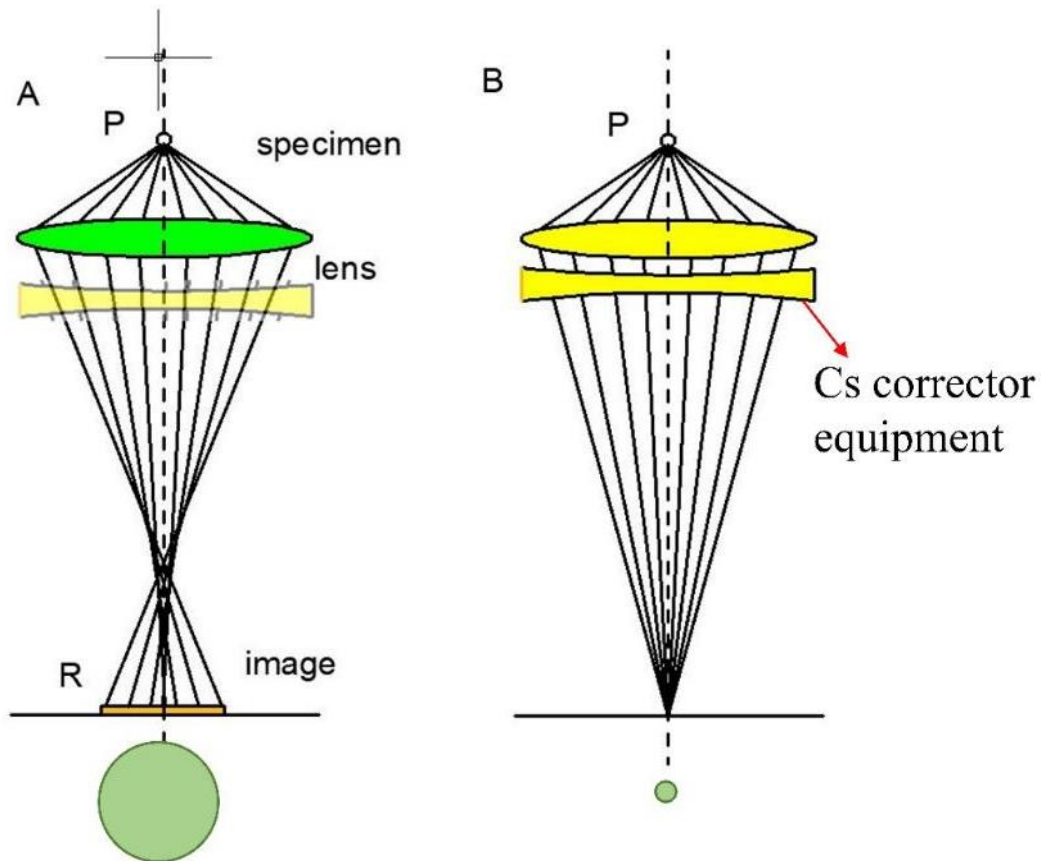 A
P
specimen
lens
R
image
B
P
Cs corrector
equipment